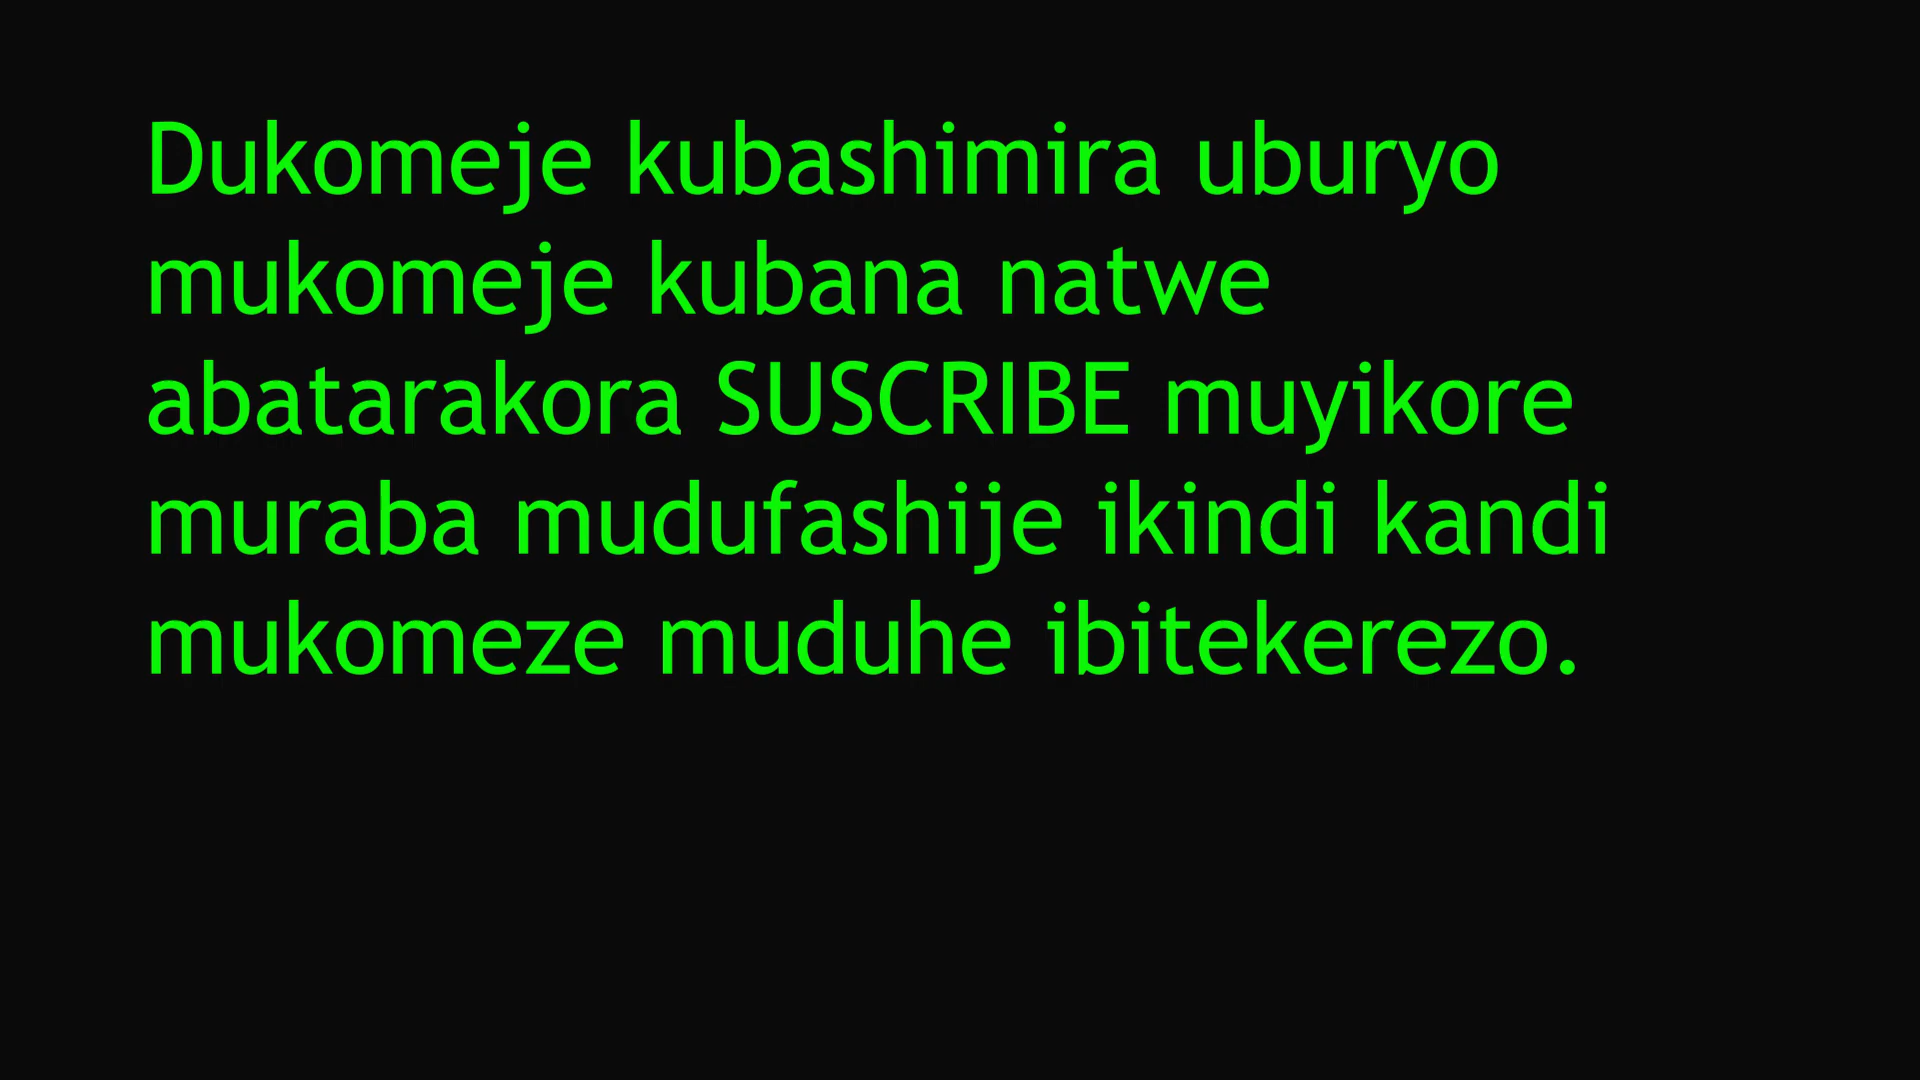 Dukomeje kubashimira uburyo
mukomeje kubana natwe
abatarakora SUSCRIBE muyikore
muraba mudufashije ikindi kandi
mukomeze muduhe ibitekerezo.